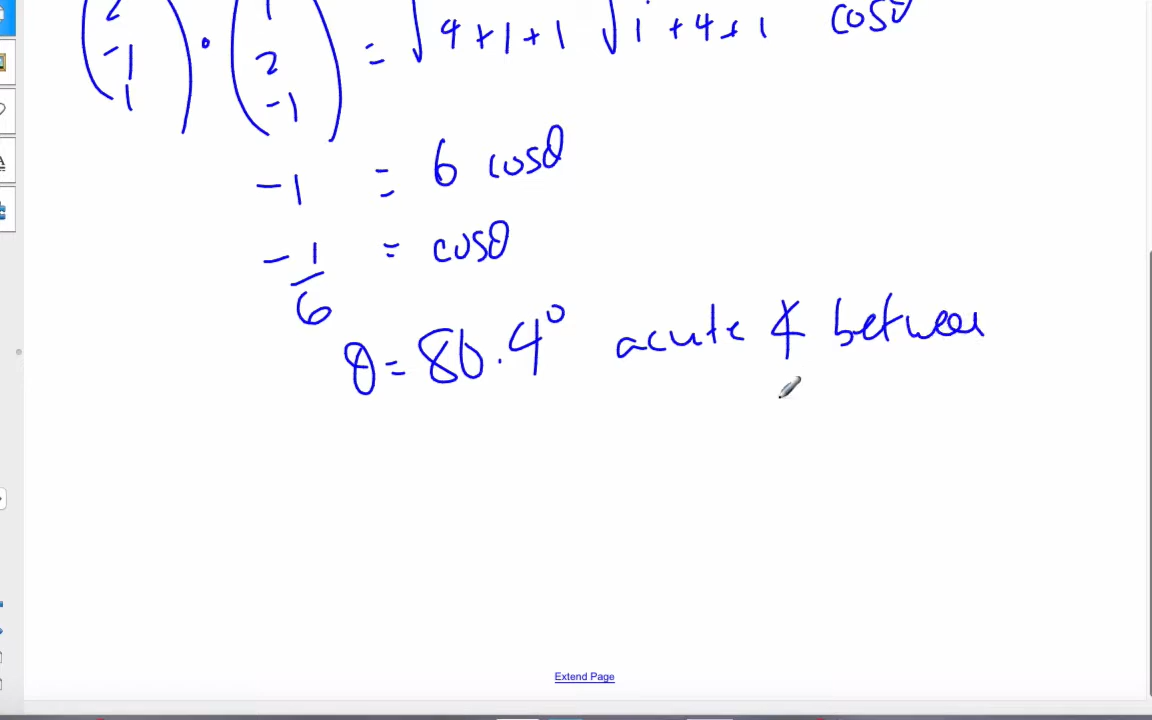 (2 -1 1) · (1 2 -1) = √4+1+1 √1+4+1 cosθ
-1 = 6 cosθ
-1/6 = cosθ
θ = 80.4° acute ∡ between
Extend Page